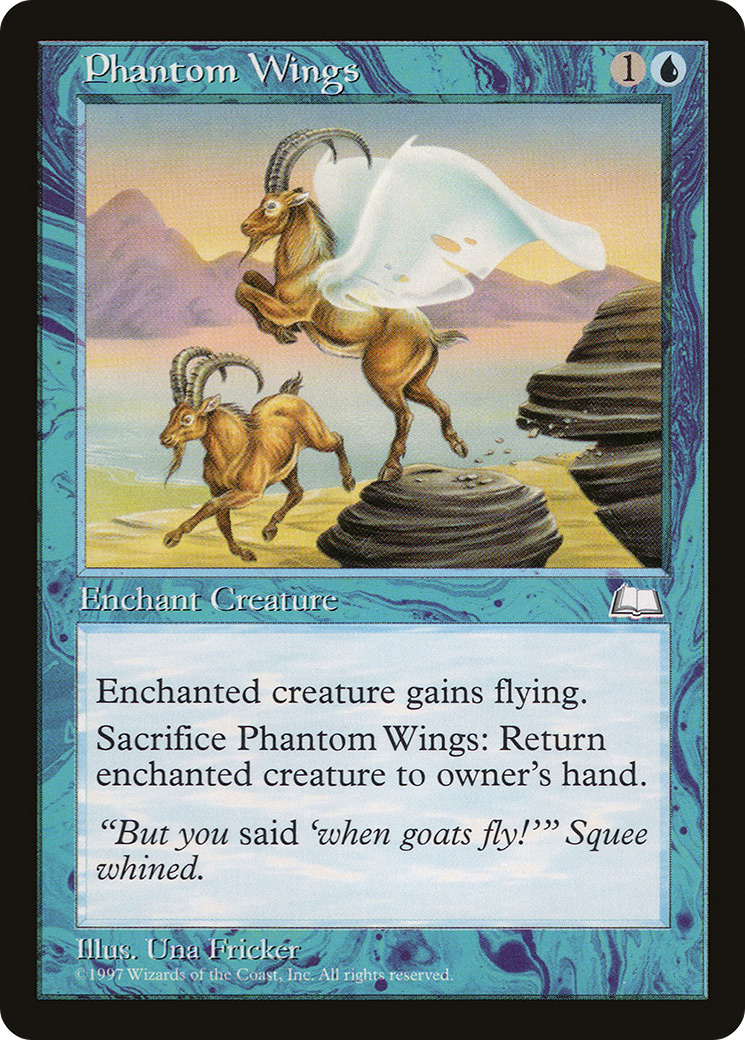 Phantom Wings 1
Enchant Creature
Enchanted creature gains flying.
Sacrifice Phantom Wings: Return
enchanted creature to owner's hand.
“But you said ‘when goats fly!’” Squee
whined.
Illus. Una Fricker
©1997 Wizards of the Coast, Inc. All rights reserved.